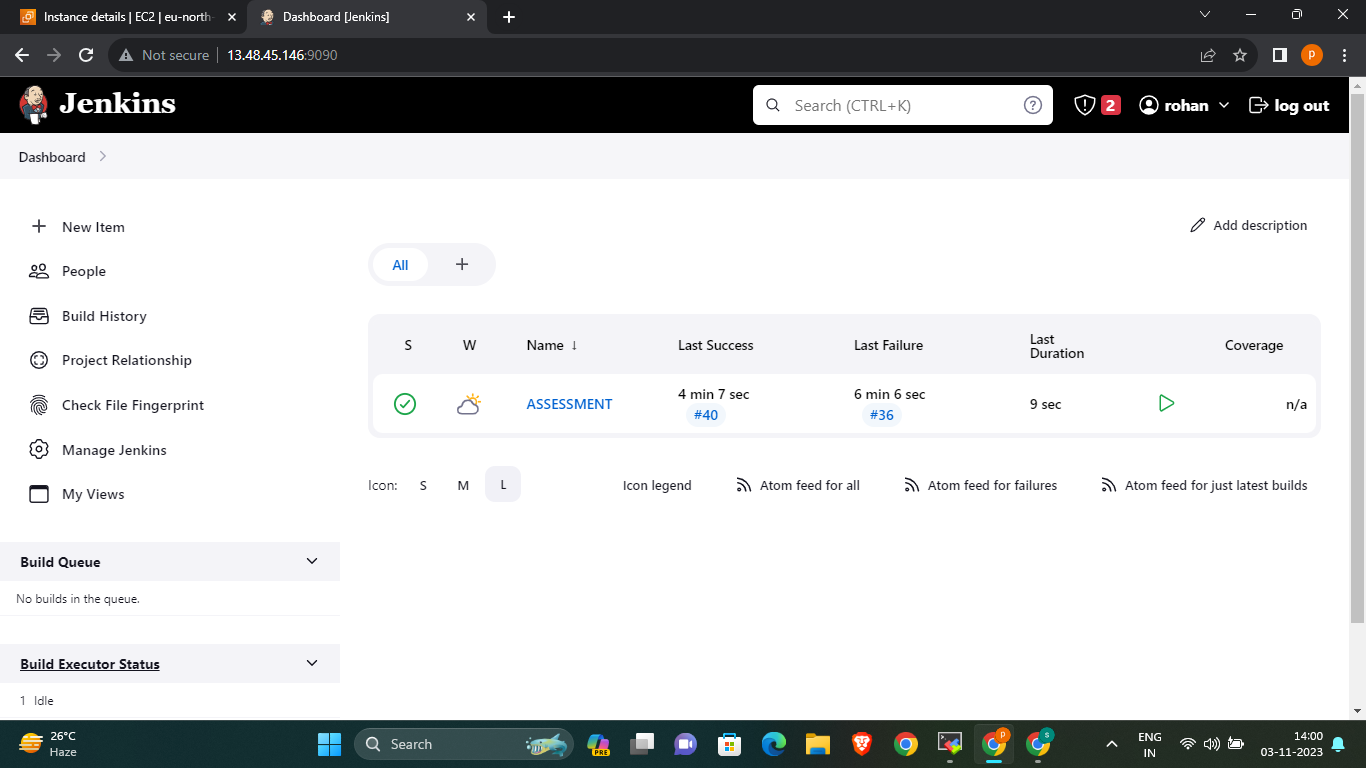 Instance details | EC2 | eu-north-
Dashboard [Jenkins]
Not secure
13.48.45.146:9090
P
Jenkins
Search (CTRL+K)
2
rohan
log out
Dashboard
New Item
People
Build History
Project Relationship
Check File Fingerprint
Manage Jenkins
My Views
Build Queue
No builds in the queue.
Build Executor Status
1 Idle
Add description
All
S W Name ↓ Last Success Last Failure Last Duration Coverage
ASSESSMENT 4 min 7 sec #40 6 min 6 sec #36 9 sec n/a
Icon: S M L Icon legend Atom feed for all Atom feed for failures Atom feed for just latest builds
26°C
Haze
Search
PRE
P
S
ENG
IN
14:00
03-11-2023